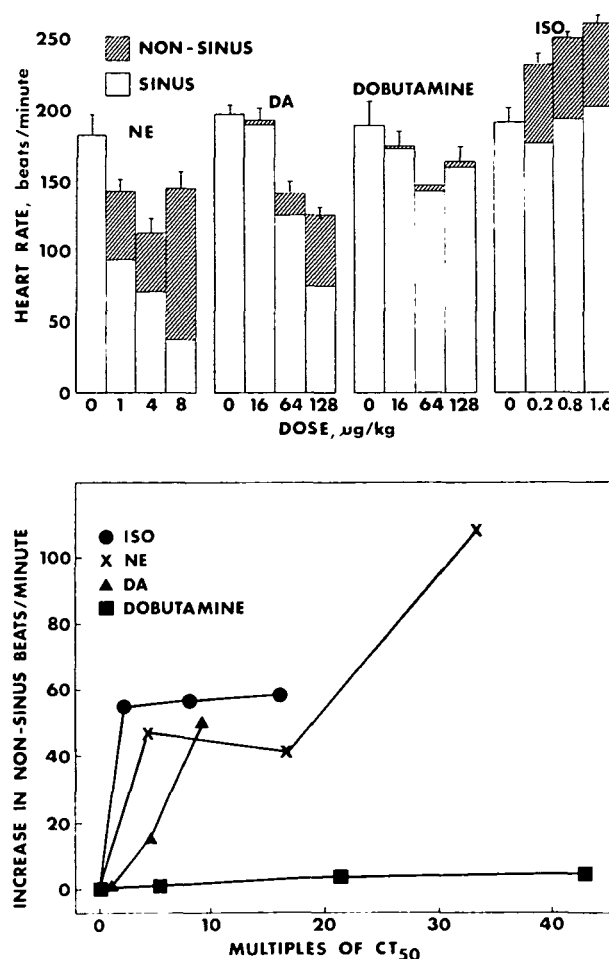 250
200
150
100
50
0
HEART RATE, beats/minute
NON-SINUS
SINUS
NE
DA
DOBUTAMINE
ISO
0 1 4 8 0 16 64 128 0 16 64 128 0 0.2 0.8 1.6
DOSE, µg/kg
INCREASE IN NON-SINUS BEATS/MINUTE
100
80
60
40
20
0
ISO
NE
DA
DOBUTAMINE
0 10 20 30 40
MULTIPLES OF CT50